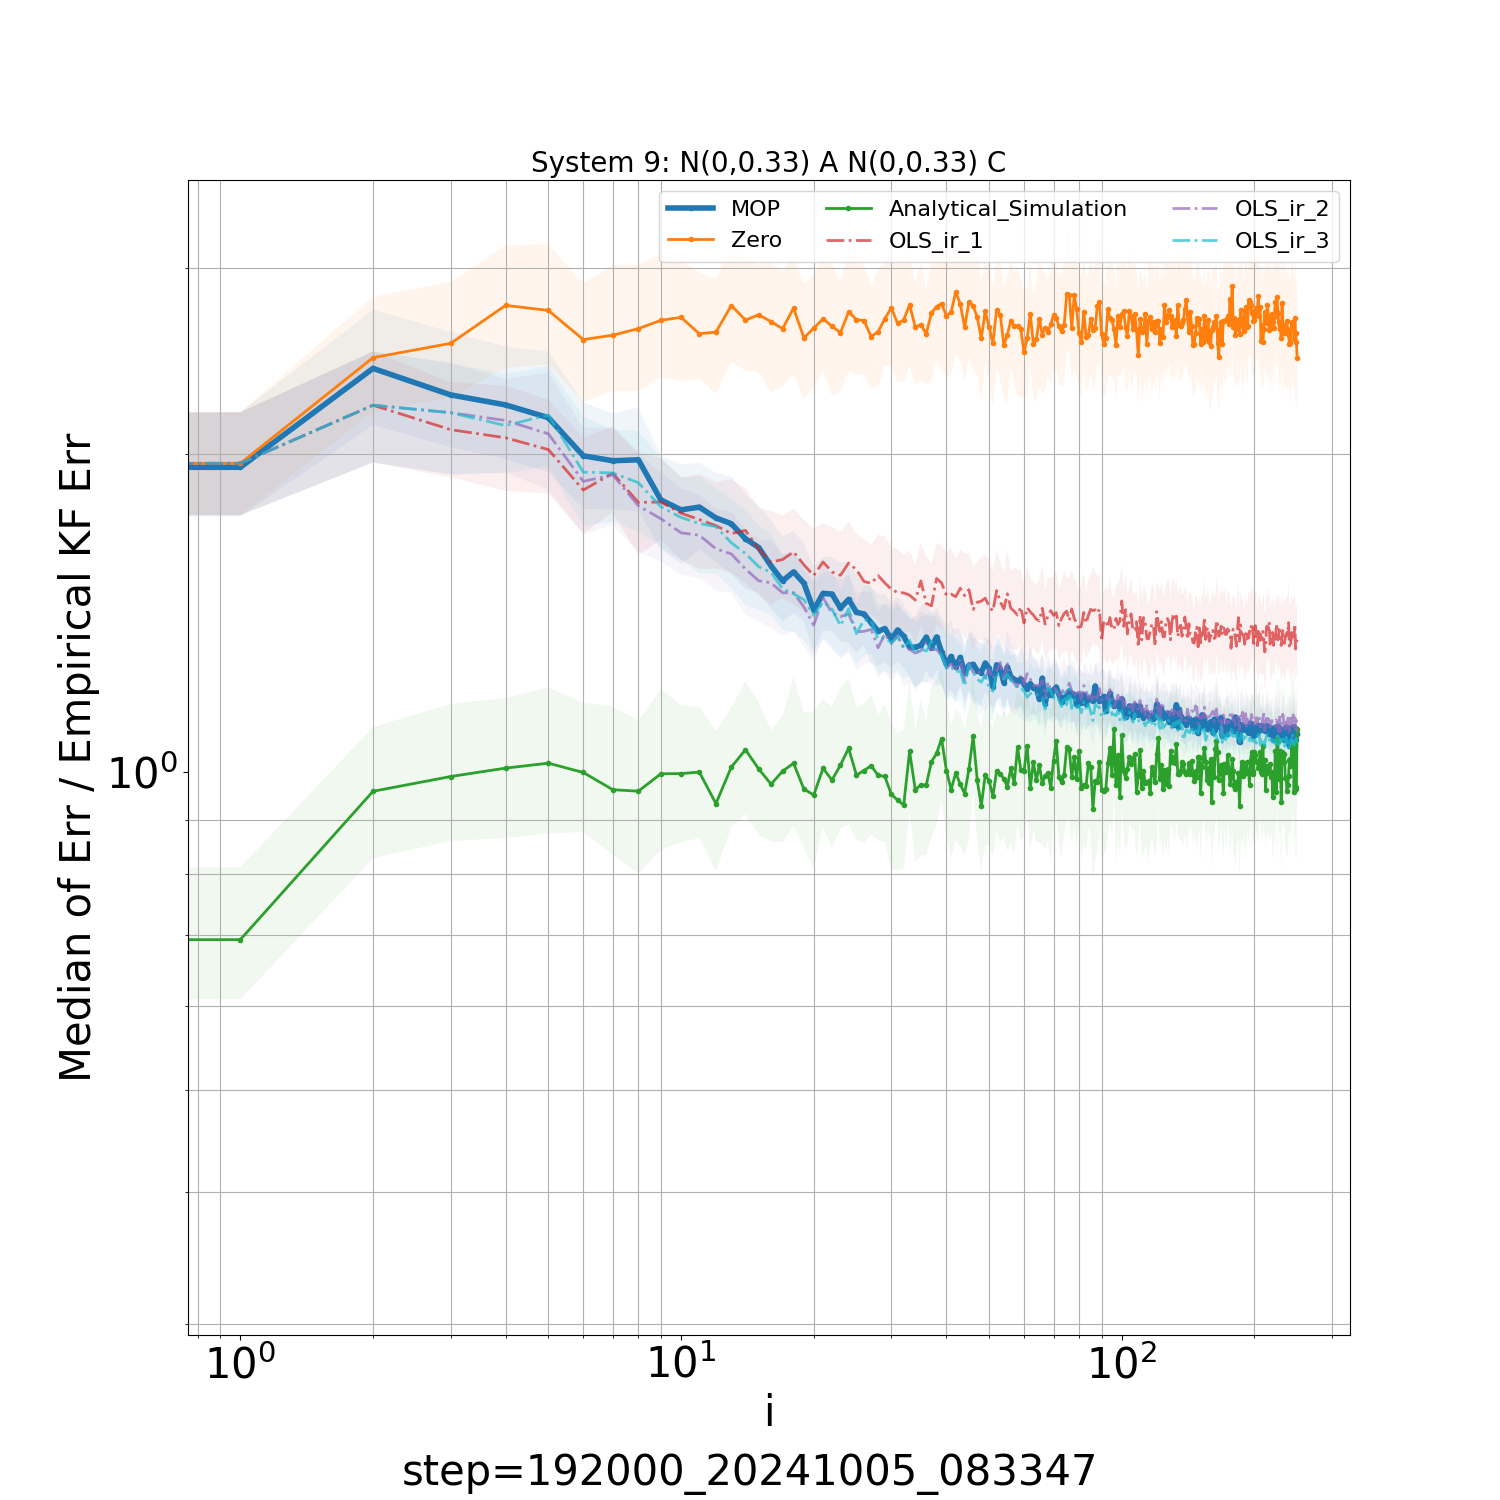 System 9: N(0,0.33) A N(0,0.33) C
MOP
Zero
Analytical_Simulation
OLS_ir_1
OLS_ir_2
OLS_ir_3
Median of Err / Empirical KF Err
10⁰
10⁰ 10¹ 10²
i
step=192000_20241005_083347